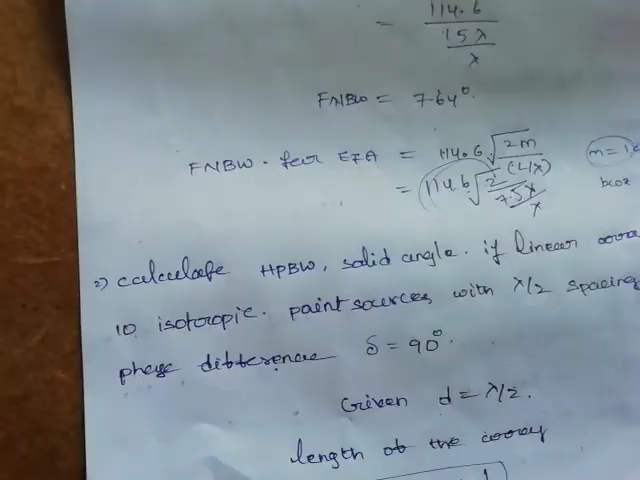 = 114.6
15λ
λ
FNBW = 7.64°.
FNBW. for EFA = 114.6 √ 2m
(L/λ)
m=1,
= 114.6 √ 2
7.5λ
λ
2) Calculate HPBW, solid angle. if linear
10 isotropic. point sources with λ/2 spacing
phase difference δ = 90°.
Given d = λ/2.
length of the array